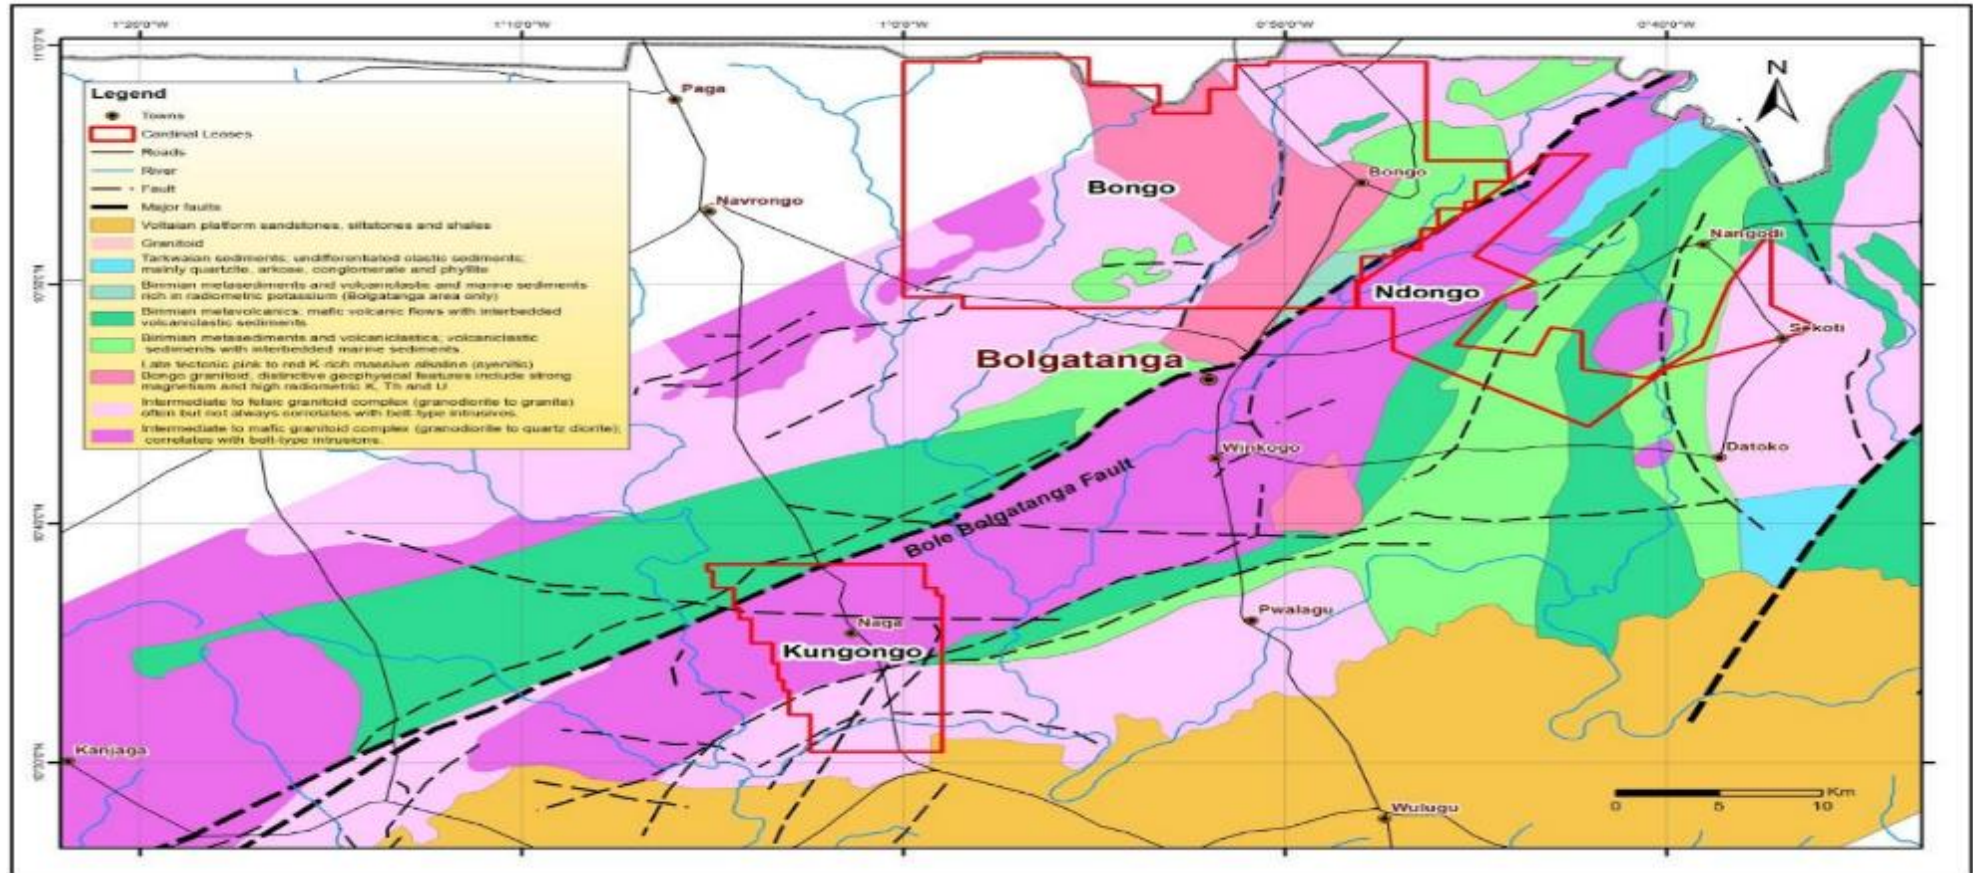 1°20'0"W 1°10'0"W 1°0'0"W 0°50'0"W 0°40'0"W
N
Legend
Towns
Cardinal Leases
Roads
River
Fault
Major faults
Voltaian platform sandstones, siltstones and shales
Granitoid
Tarkwaian sediments; undifferentiated clastic sediments;
mainly quartzite, arkose, conglomerate and phyllite
Birimian metasediments and volcaniclastic and marine sediments
rich in radiometric potassium (Bolgatanga area only)
Birimian metavolcanics; mafic volcanic flows with interbedded
volcaniclastic sediments
Birimian metasediments and volcaniclastics; volcaniclastic
sediments with interbedded marine sediments
Late tectonic pink to red K-rich massive alkaline (syenitic)
Bongo granitoid, distinctive geophysical features include strong
magnetism and high radiometric K, Th and U
Intermediate to felsic granitoid complex (granodiorite to granite)
often but not always correlates with belt-type intrusives.
Intermediate to mafic granitoid complex (granodiorite to quartz diorite);
correlates with belt-type intrusions.
Paga
Navrongo
Bongo
Bongo
Nangodi
Ndongo
Sekoti
Bolgatanga
Winkogo
Datoko
Bole Bolgatanga Fault
Naga
Kungongo
Pwalagu
Kanjaga
Wulugu
0 5 10 Km